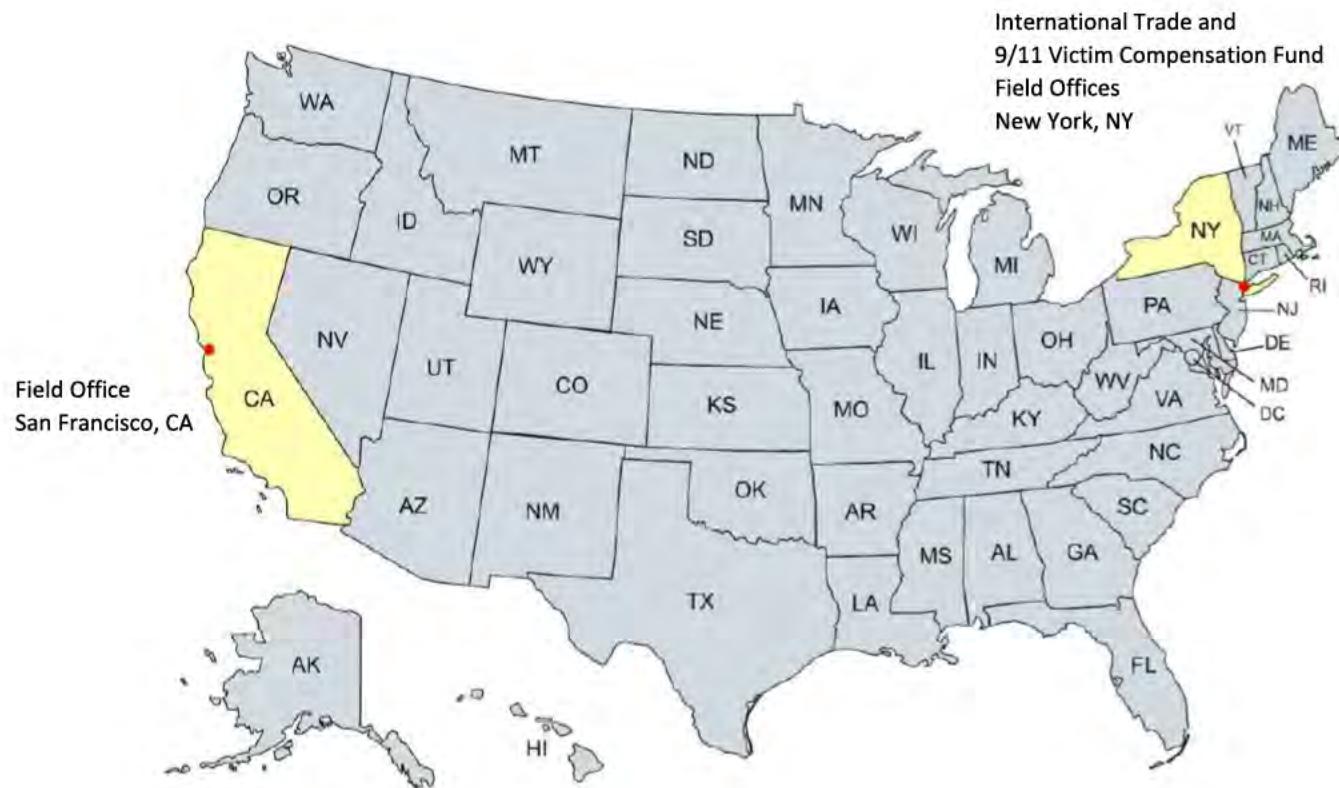 International Trade and
9/11 Victim Compensation Fund
Field Offices
New York, NY
WA
MT
ND
MN
VT
ME
OR
ID
SD
WI
MI
NY
NH
MA
CT
RI
WY
IA
NE
PA
NJ
NV
UT
CO
IL
IN
OH
DE
Field Office
San Francisco, CA
CA
KS
MO
WV
KY
VA
MD
DC
AZ
NM
OK
AR
TN
NC
SC
MS
AL
GA
TX
LA
FL
AK
HI